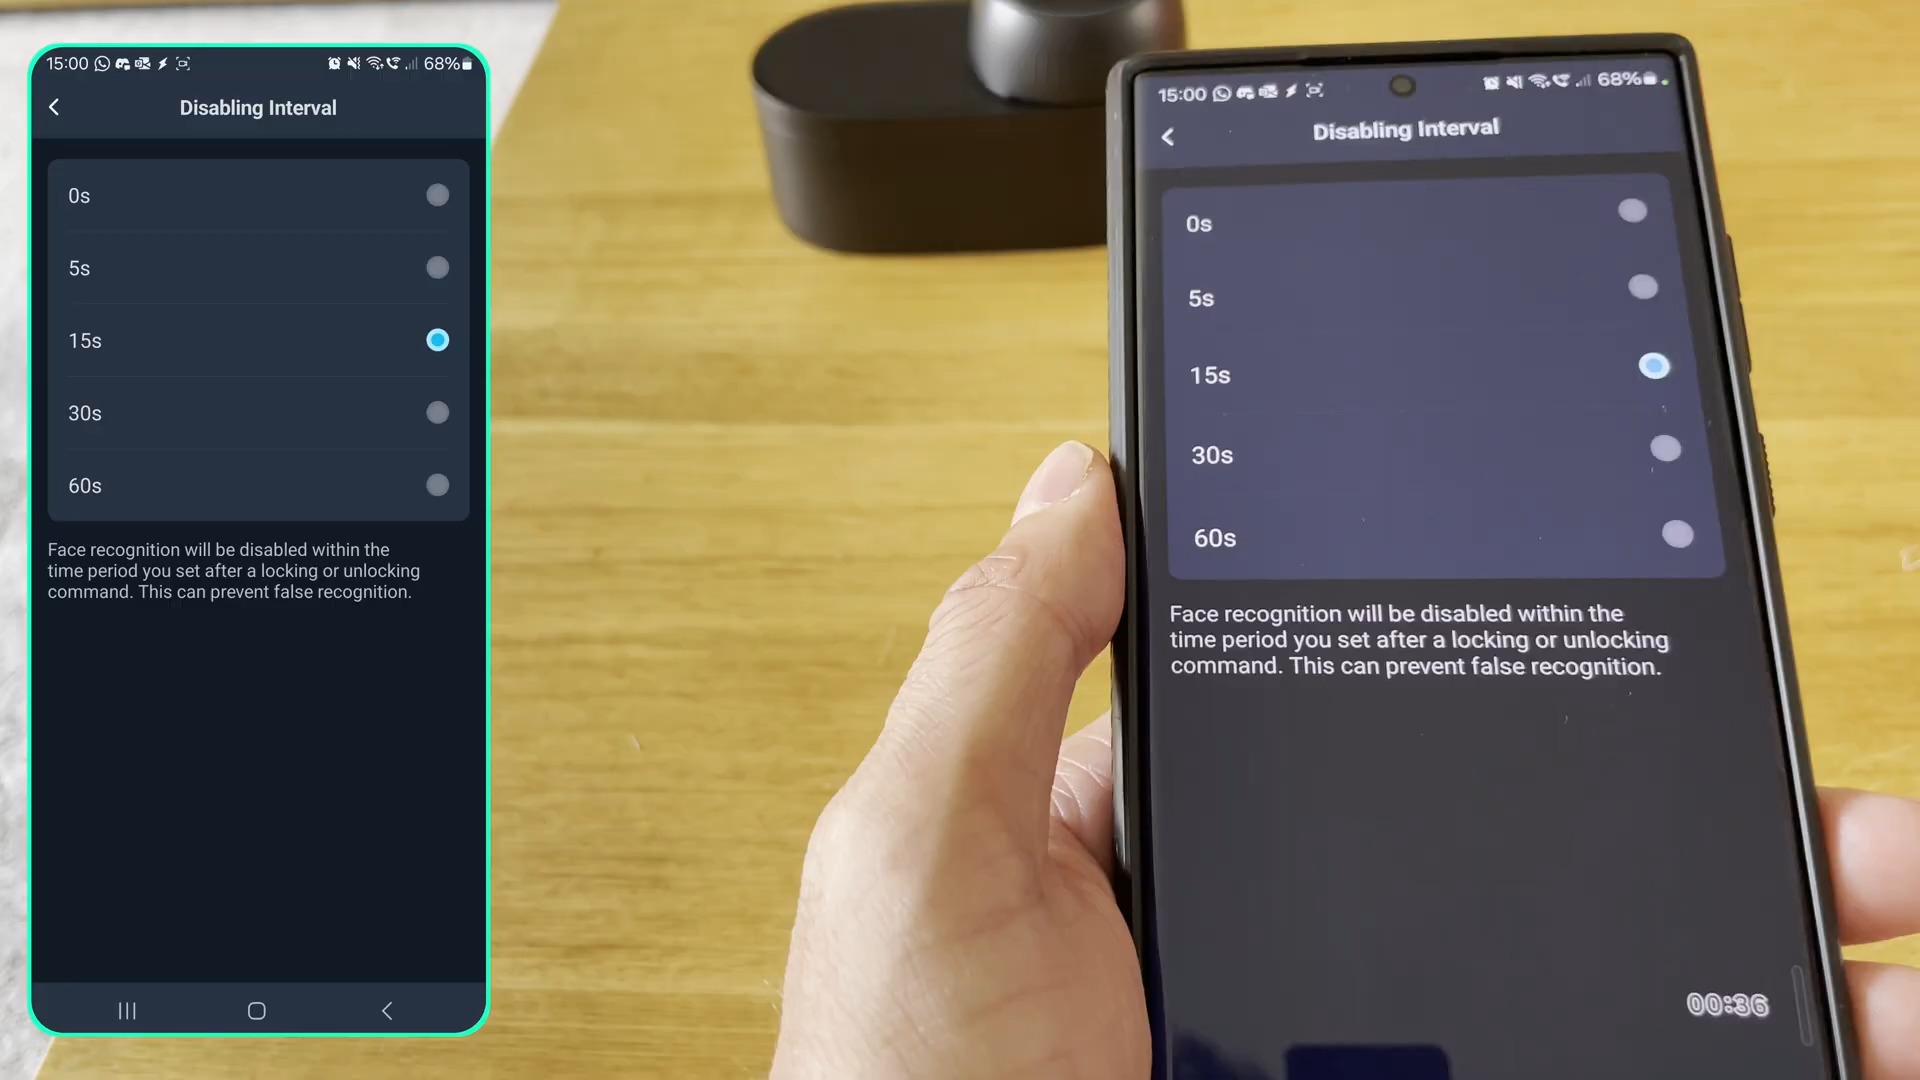 15:00
68%
Disabling Interval
0s
5s
15s
30s
60s
Face recognition will be disabled within the
time period you set after a locking or unlocking
command. This can prevent false recognition.
15:00
68%
Disabling Interval
0s
5s
15s
30s
60s
Face recognition will be disabled within the
time period you set after a locking or unlocking
command. This can prevent false recognition.
00:36